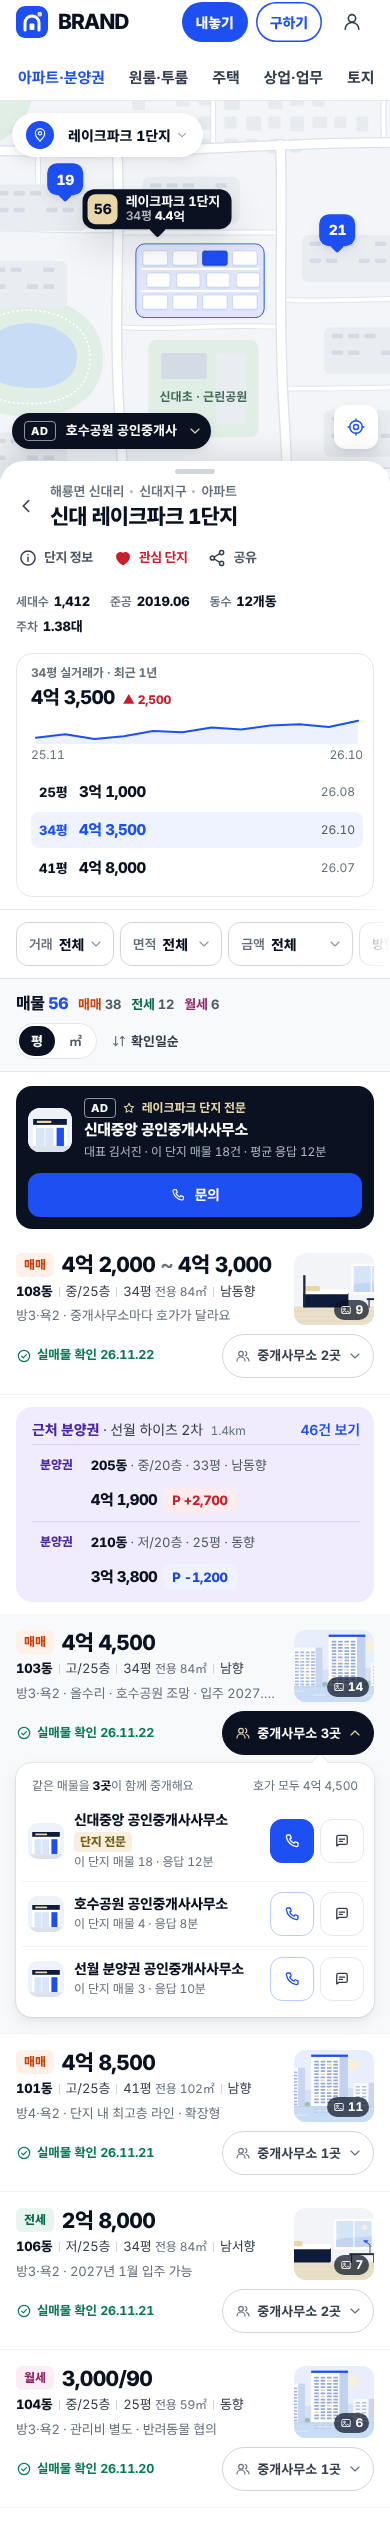 BRAND 내놓기 구하기
아파트·분양권 원룸·투룸 주택 상업·업무 토지
레이크파크 1단지
19
56 레이크파크 1단지
34평 4.4억
21
신대초 · 근린공원
AD 호수공원 공인중개사
해룡면 신대리 · 신대지구 · 아파트
신대 레이크파크 1단지
단지 정보 관심 단지 공유
세대수 1,412 준공 2019.06 동수 12개동
주차 1.38대
34평 실거래가 · 최근 1년
4억 3,500 ▲ 2,500
25.11 26.10
25평 3억 1,000 26.08
34평 4억 3,500 26.10
41평 4억 8,000 26.07
거래 전체 면적 전체 금액 전체
매물 56 매매 38 전세 12 월세 6
평 ㎡ 확인일순
AD 레이크파크 단지 전문
신대중앙 공인중개사사무소
대표 김서진 · 이 단지 매물 18건 · 평균 응답 12분
문의
매매 4억 2,000 ~ 4억 3,000
108동 중/25층 34평 전용 84㎡ 남동향
방3·욕2 · 중개사무소마다 호가가 달라요
9
실매물 확인 26.11.22 중개사무소 2곳
근처 분양권 · 선월 하이츠 2차 1.4km 46건 보기
분양권 205동 · 중/20층 · 33평 · 남동향
4억 1,900 P +2,700
분양권 210동 · 저/20층 · 25평 · 동향
3억 3,800 P -1,200
매매 4억 4,500
103동 고/25층 34평 전용 84㎡ 남향
방3·욕2 · 올수리 · 호수공원 조망 · 입주 2027....
14
실매물 확인 26.11.22 중개사무소 3곳
같은 매물을 3곳이 함께 중개해요 호가 모두 4억 4,500
신대중앙 공인중개사사무소
단지 전문
이 단지 매물 18 · 응답 12분
호수공원 공인중개사사무소
이 단지 매물 4 · 응답 8분
선월 분양권 공인중개사사무소
이 단지 매물 3 · 응답 10분
매매 4억 8,500
101동 고/25층 41평 전용 102㎡ 남향
방4·욕2 · 단지 내 최고층 라인 · 확장형
11
실매물 확인 26.11.21 중개사무소 1곳
전세 2억 8,000
106동 저/25층 34평 전용 84㎡ 남서향
방3·욕2 · 2027년 1월 입주 가능
7
실매물 확인 26.11.21 중개사무소 2곳
월세 3,000/90
104동 중/25층 25평 전용 59㎡ 동향
방3·욕2 · 관리비 별도 · 반려동물 협의
6
실매물 확인 26.11.20 중개사무소 1곳